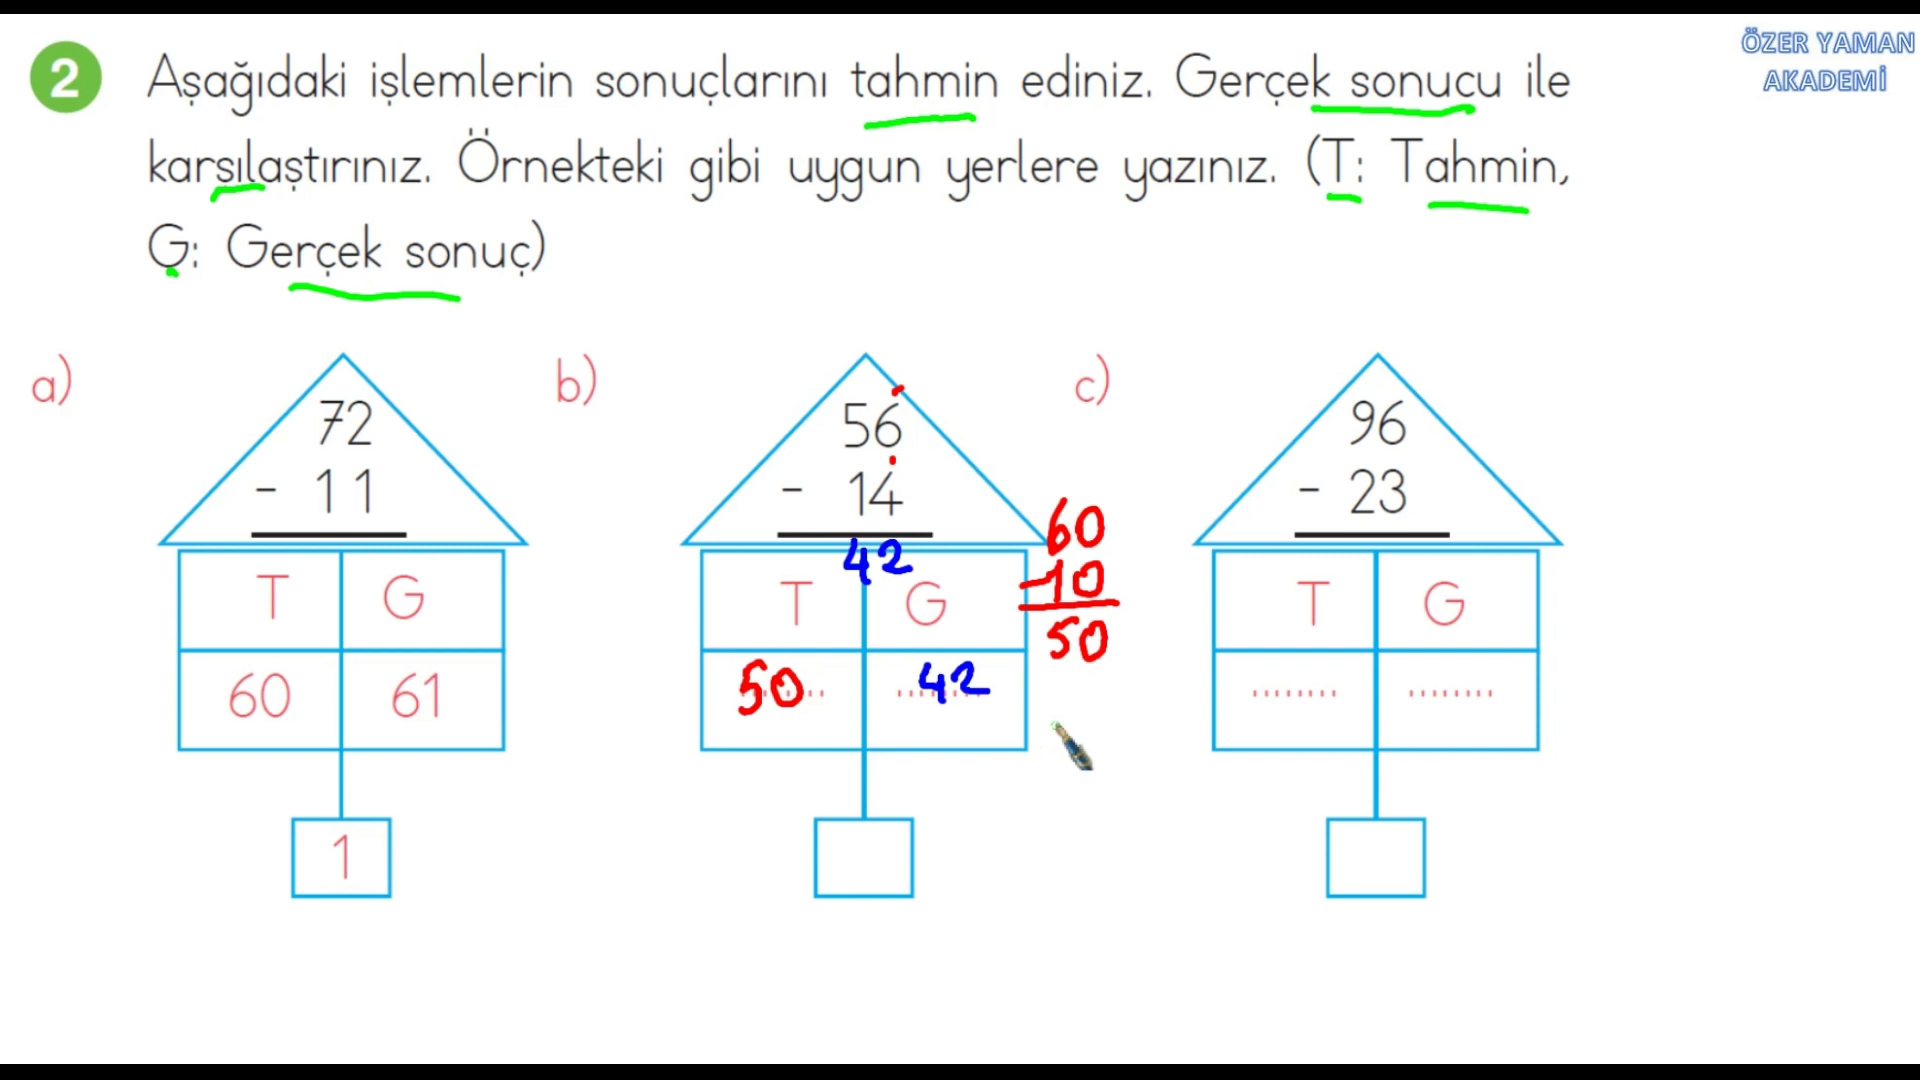 ÖZER YAMAN
AKADEMİ
2 Aşağıdaki işlemlerin sonuçlarını tahmin ediniz. Gerçek sonucu ile
karşılaştırınız. Örnekteki gibi uygun yerlere yazınız. (T: Tahmin,
G: Gerçek sonuç)
a)
72
- 11
T G
60 61
1
b)
56
- 14
42
T G
50 42
60
-10
50
c)
96
- 23
T G
........ ........